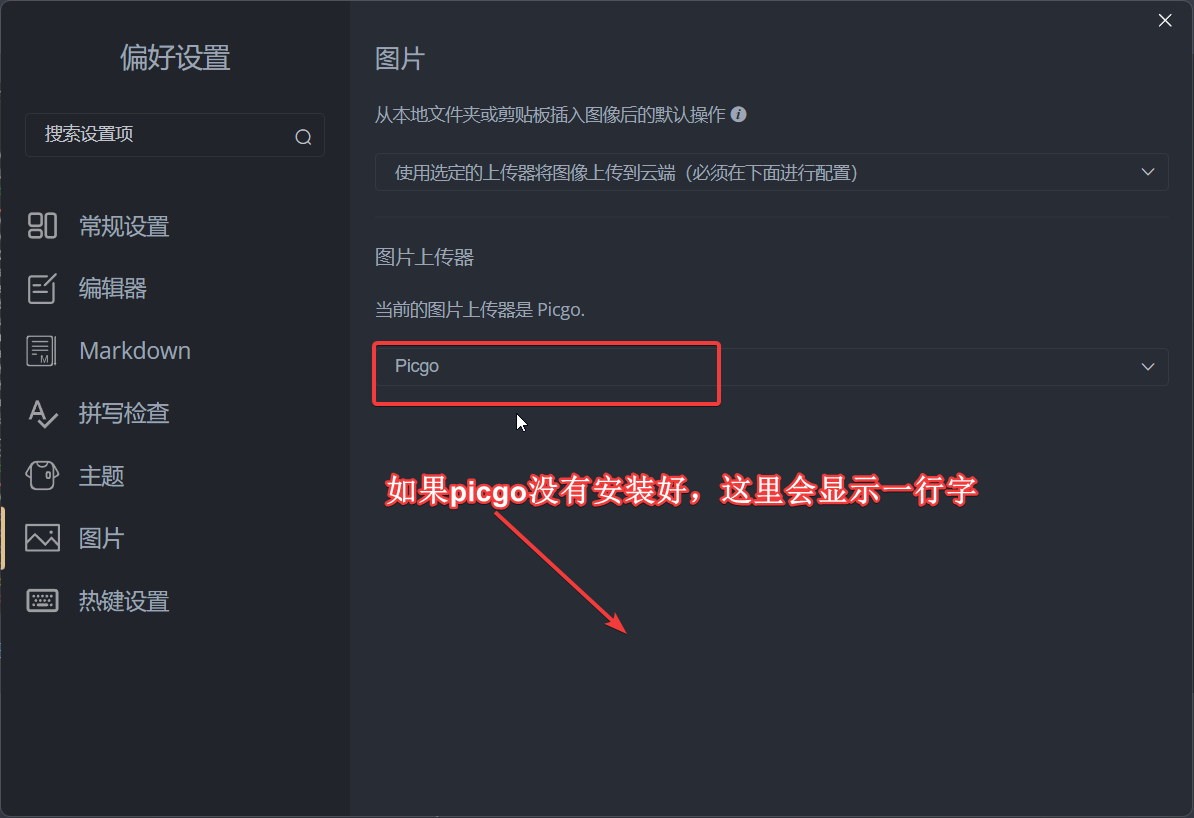 偏好设置
搜索设置项
常规设置
编辑器
Markdown
拼写检查
主题
图片
热键设置
图片
从本地文件夹或剪贴板插入图像后的默认操作
使用选定的上传器将图像上传到云端（必须在下面进行配置）
图片上传器
当前的图片上传器是 Picgo.
Picgo
如果picgo没有安装好，这里会显示一行字